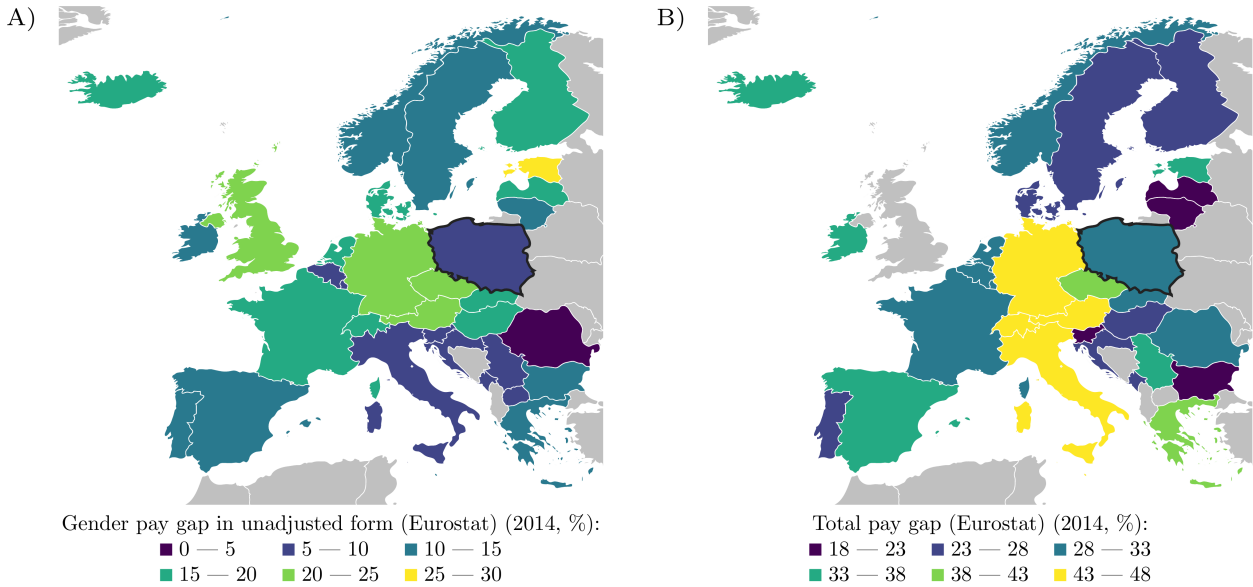 A)
B)
Gender pay gap in unadjusted form (Eurostat) (2014, %):
0 — 5 5 — 10 10 — 15
15 — 20 20 — 25 25 — 30
Total pay gap (Eurostat) (2014, %):
18 — 23 23 — 28 28 — 33
33 — 38 38 — 43 43 — 48